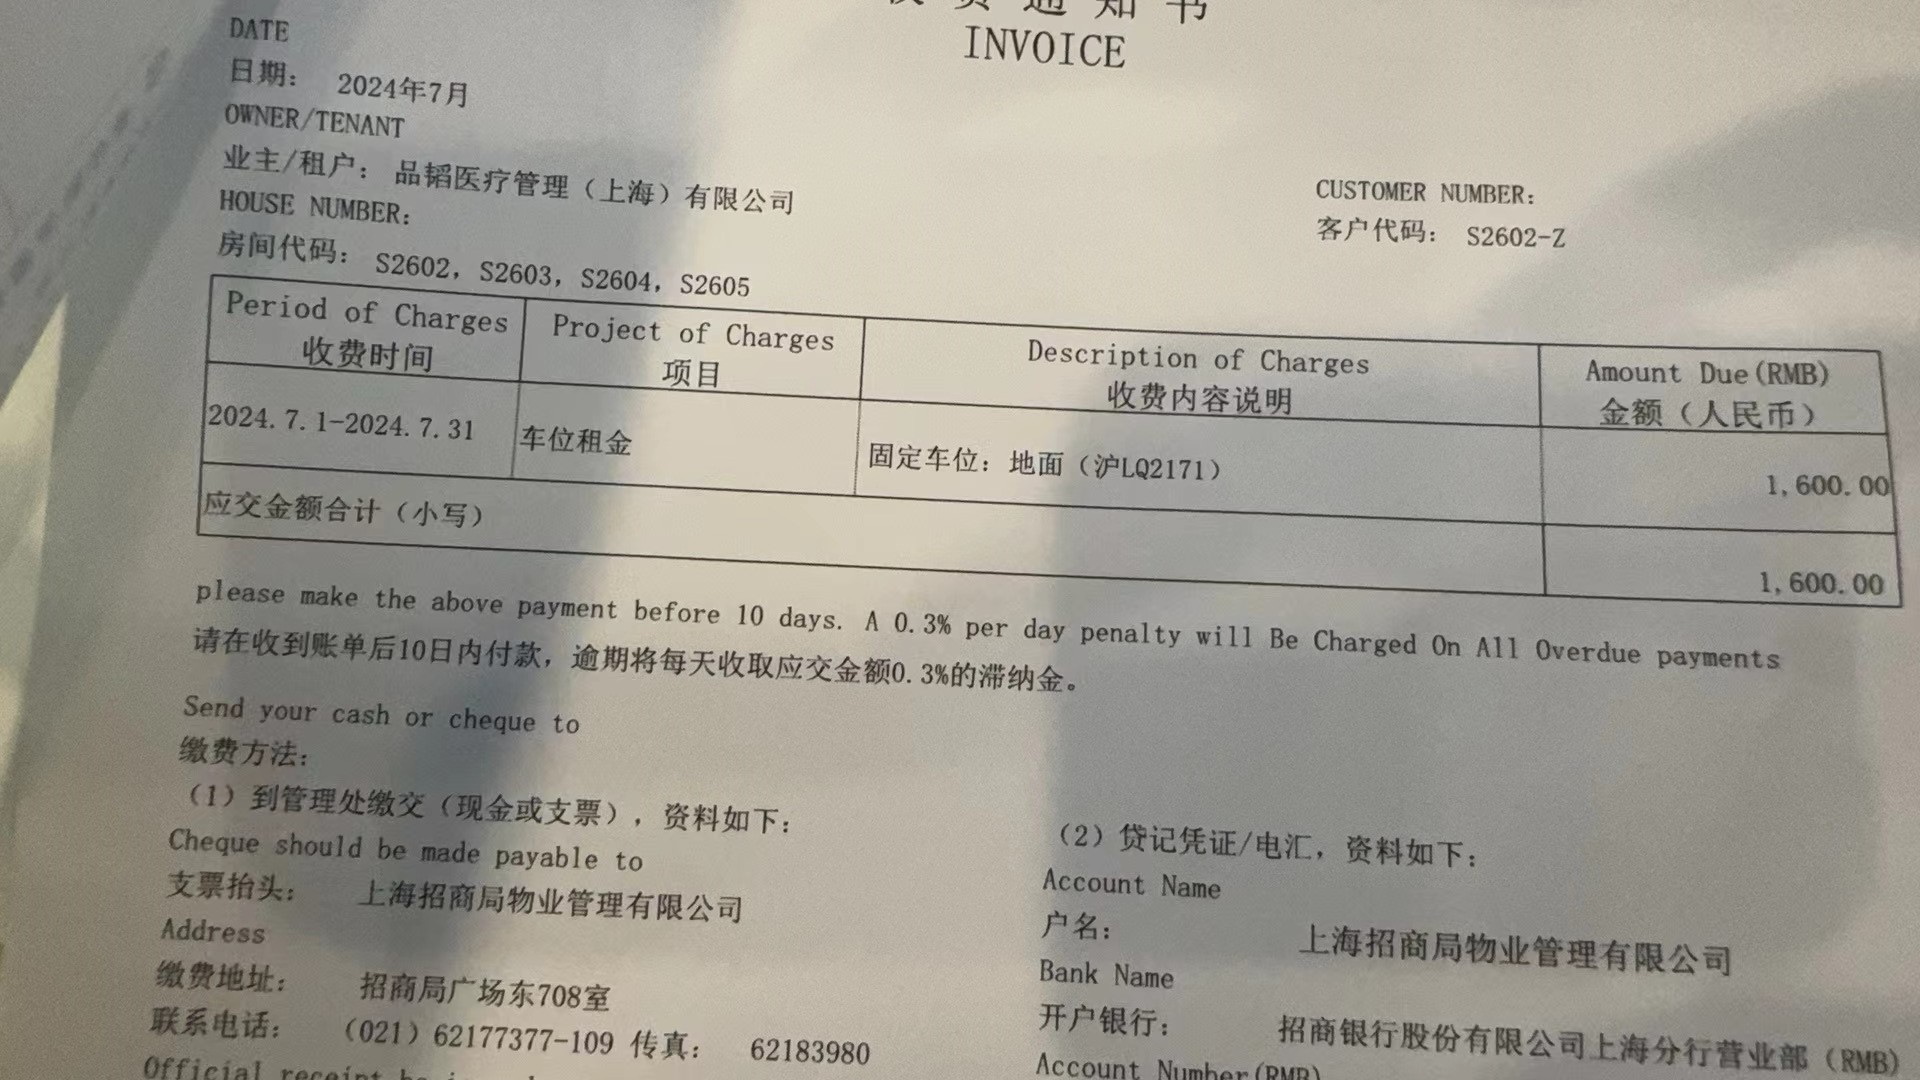 收费通知书
INVOICE
DATE
日期： 2024年7月
OWNER/TENANT
业主/租户： 品韬医疗管理（上海）有限公司
CUSTOMER NUMBER:
HOUSE NUMBER:
客户代码： S2602-Z
房间代码： S2602, S2603, S2604, S2605
Period of Charges Project of Charges Description of Charges Amount Due(RMB)
收费时间 项目 收费内容说明 金额（人民币）
2024.7.1-2024.7.31 车位租金 固定车位：地面（沪LQ2171） 1,600.00
应交金额合计（小写） 1,600.00
please make the above payment before 10 days. A 0.3% per day penalty will Be Charged On All Overdue payments
请在收到账单后10日内付款，逾期将每天收取应交金额0.3%的滞纳金。
Send your cash or cheque to
缴费方法：
（1）到管理处缴交（现金或支票），资料如下：
Cheque should be made payable to
支票抬头： 上海招商局物业管理有限公司
Address
缴费地址： 招商局广场东708室
联系电话： （021）62177377-109 传真： 62183980
Official receipt
（2）贷记凭证/电汇，资料如下：
Account Name
户名： 上海招商局物业管理有限公司
Bank Name
开户银行： 招商银行股份有限公司上海分行营业部（RMB）
Account Number(RMB)